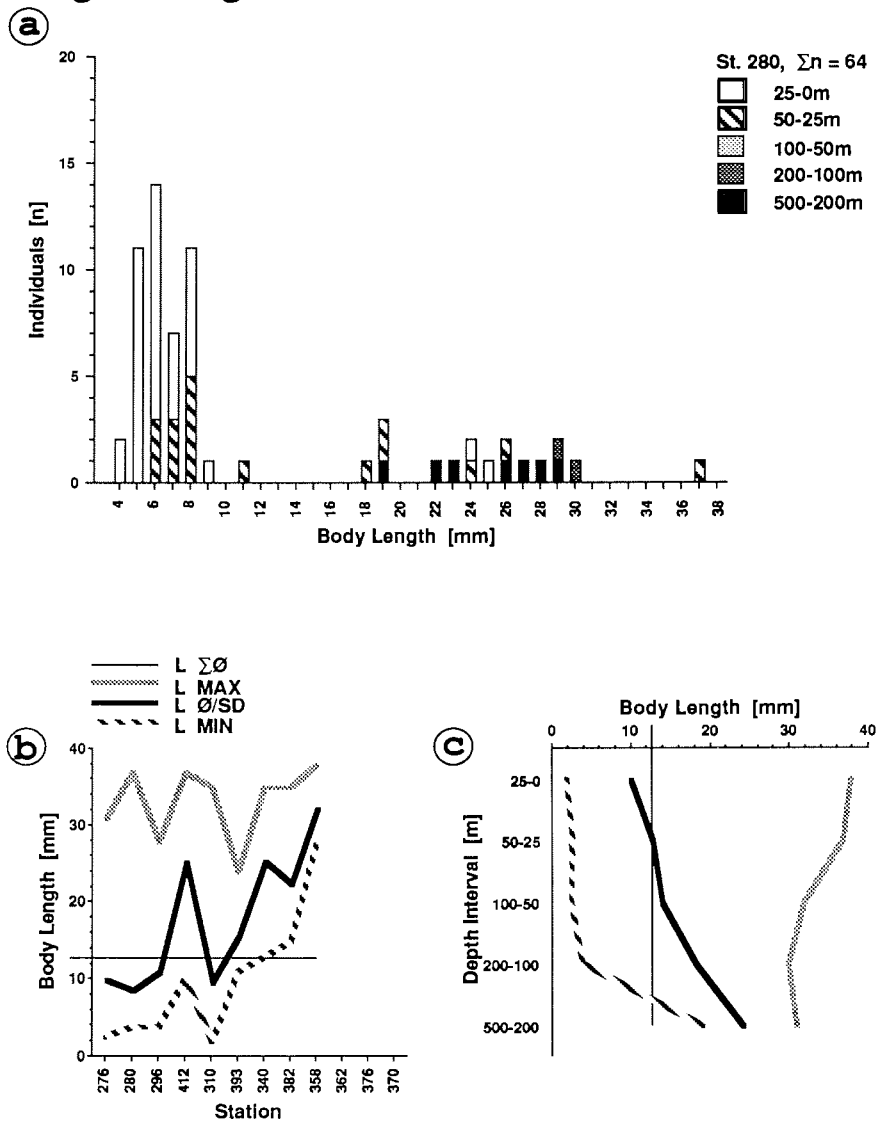 a
20
15
10
5
0
Individuals [n]
4 6 8 10 12 14 16 18 20 22 24 26 28 30 32 34 36 38
Body Length [mm]
St. 280, Σn = 64
25-0m
50-25m
100-50m
200-100m
500-200m
L ΣØ
L MAX
L Ø/SD
L MIN
b
40
30
20
10
0
Body Length [mm]
276 280 296 412 310 393 340 382 358 362 376 370
Station
c
Body Length [mm]
0 10 20 30 40
Depth Interval [m]
25-0
50-25
100-50
200-100
500-200